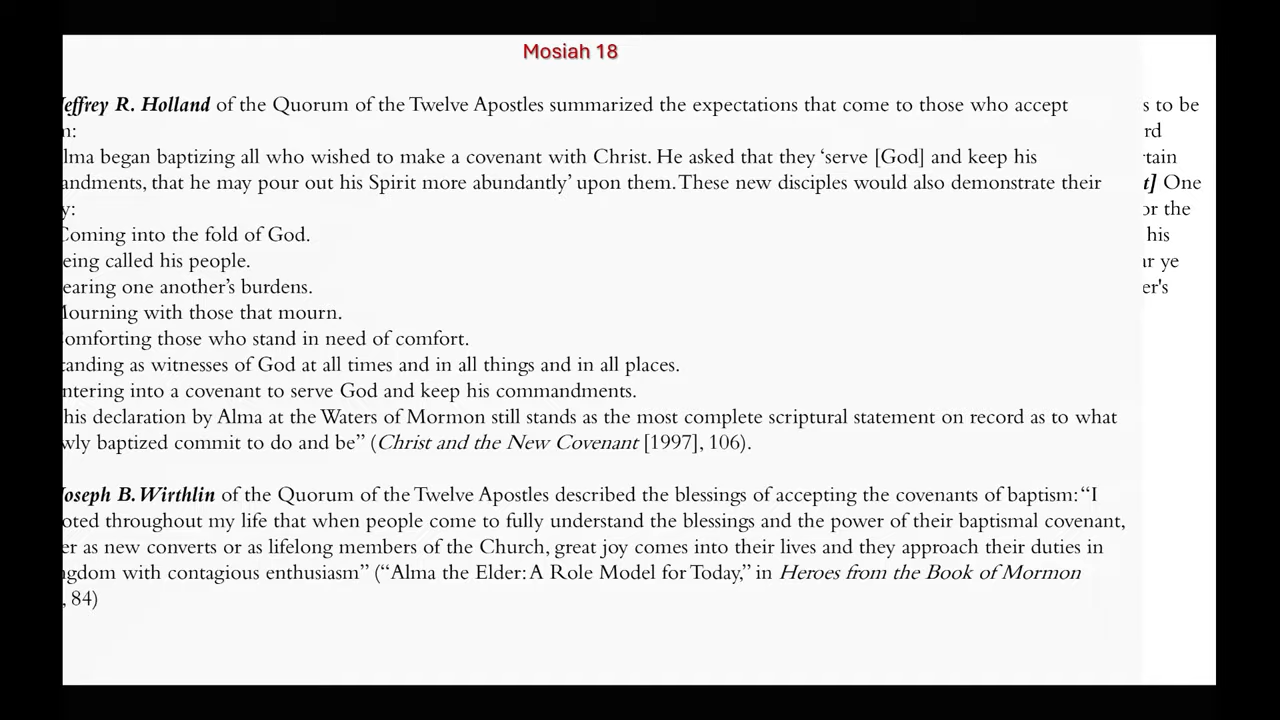 Mosiah 18
Jeffrey R. Holland of the Quorum of the Twelve Apostles summarized the expectations that come to those who accept
m:
lma began baptizing all who wished to make a covenant with Christ. He asked that they ‘serve [God] and keep his
andments, that he may pour out his Spirit more abundantly’ upon them. These new disciples would also demonstrate their
y:
Coming into the fold of God.
eing called his people.
earing one another’s burdens.
Mourning with those that mourn.
omforting those who stand in need of comfort.
tanding as witnesses of God at all times and in all things and in all places.
ntering into a covenant to serve God and keep his commandments.
his declaration by Alma at the Waters of Mormon still stands as the most complete scriptural statement on record as to what
wly baptized commit to do and be” (Christ and the New Covenant [1997], 106).
Joseph B. Wirthlin of the Quorum of the Twelve Apostles described the blessings of accepting the covenants of baptism: “I
oted throughout my life that when people come to fully understand the blessings and the power of their baptismal covenant,
er as new converts or as lifelong members of the Church, great joy comes into their lives and they approach their duties in
ngdom with contagious enthusiasm” (“Alma the Elder: A Role Model for Today,” in Heroes from the Book of Mormon
, 84)
s to be
rd
rtain
t] One
or the
his
ar ye
er's